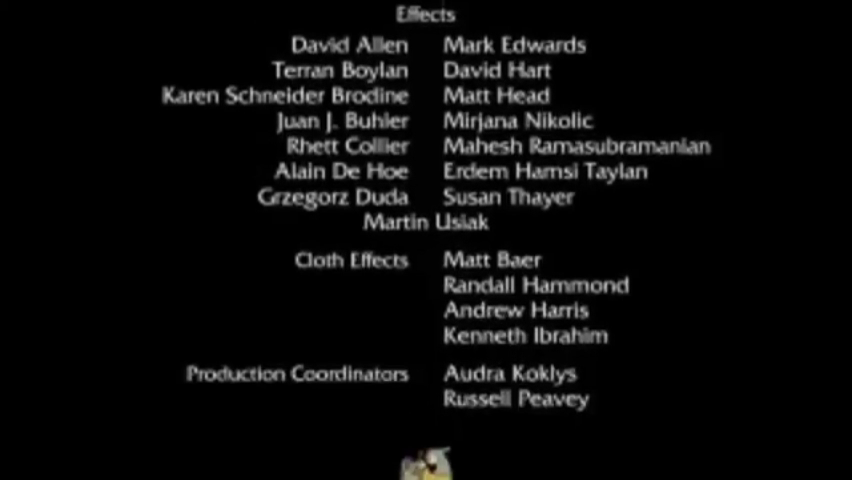 Effects
David Allen Mark Edwards
Terran Boylan David Hart
Karen Schneider Brodine Matt Head
Juan J. Buhler Mirjana Nikolic
Rhett Collier Mahesh Ramasubramanian
Alain De Hoe Erdem Hamsi Taylan
Grzegorz Duda Susan Thayer
Martin Usiak
Cloth Effects Matt Baer
Randall Hammond
Andrew Harris
Kenneth Ibrahim
Production Coordinators Audra Koklys
Russell Peavey